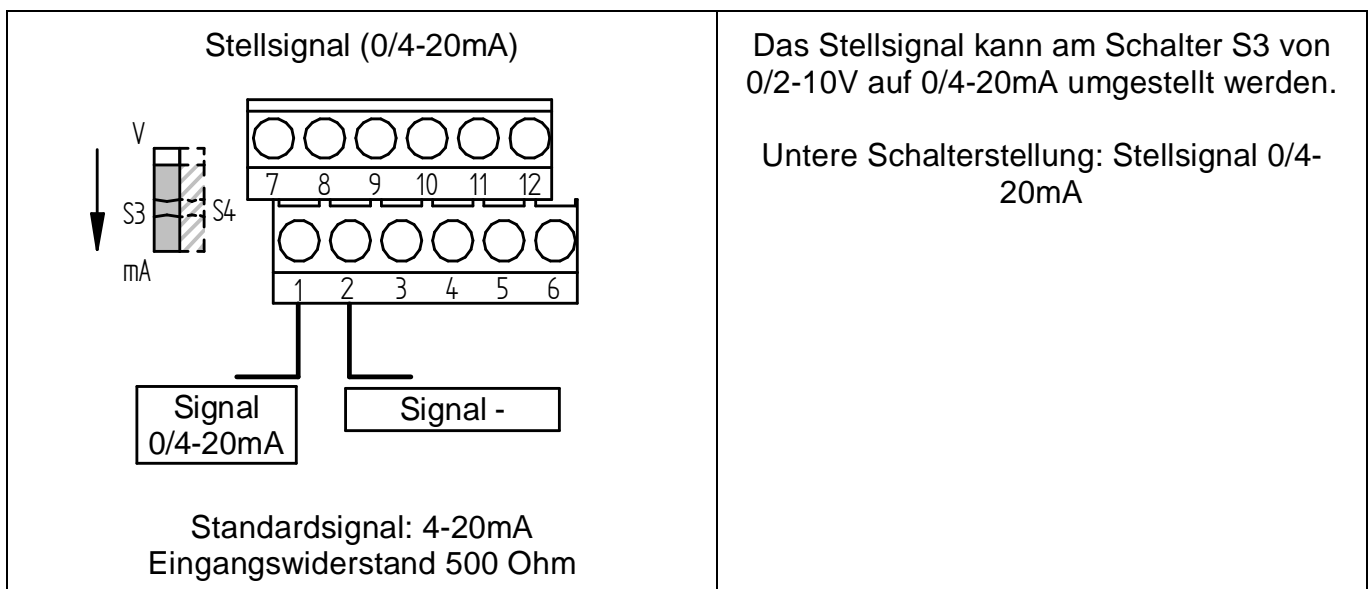 Stellsignal (0/4-20mA)
V
S3
S4
mA
7 8 9 10 11 12
1 2 3 4 5 6
Signal
0/4-20mA
Signal -
Standardsignal: 4-20mA
Eingangswiderstand 500 Ohm
Das Stellsignal kann am Schalter S3 von
0/2-10V auf 0/4-20mA umgestellt werden.
Untere Schalterstellung: Stellsignal 0/4-
20mA